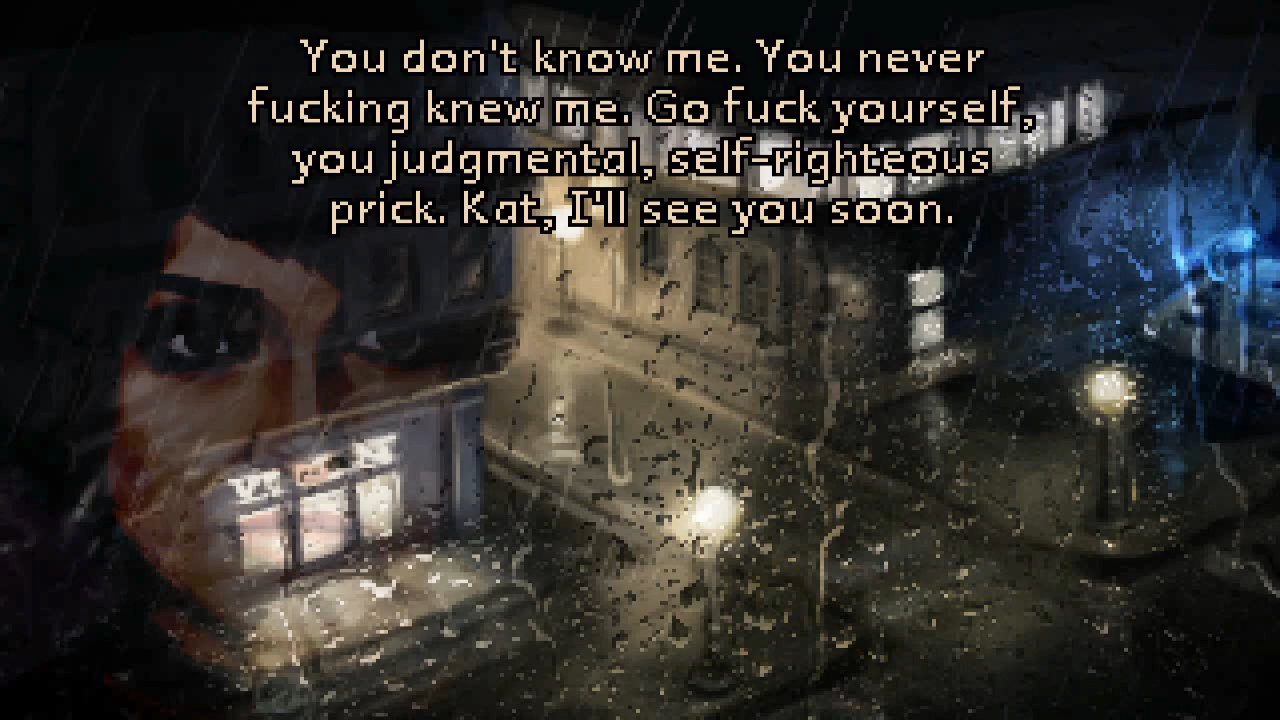 You don't know me. You never
fucking knew me. Go fuck yourself,
you judgmental, self-righteous
prick. Kat, I'll see you soon.